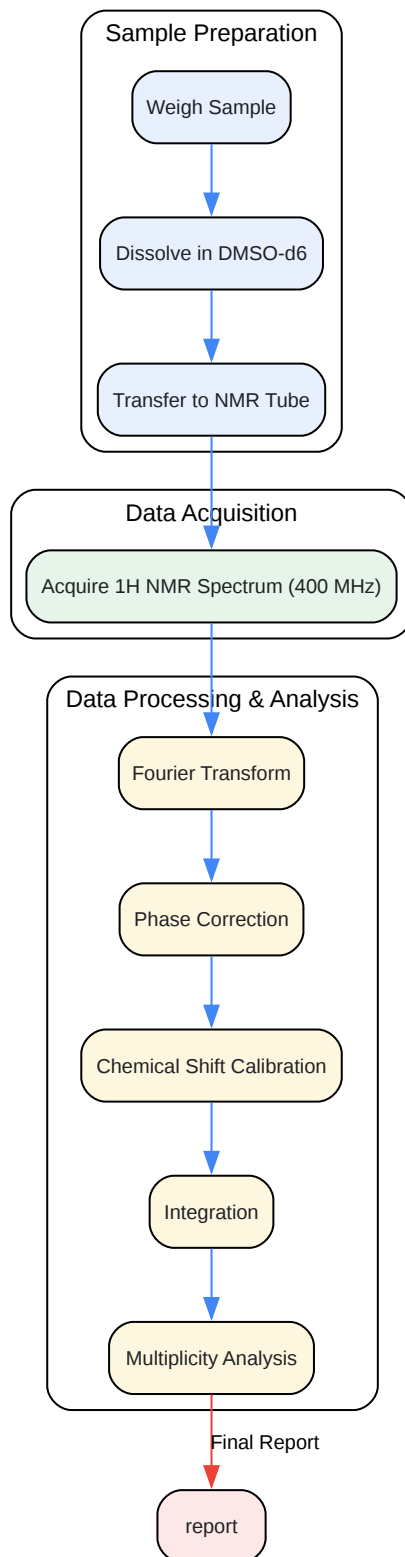 Sample Preparation
Weigh Sample
Dissolve in DMSO-d6
Transfer to NMR Tube
Data Acquisition
Acquire 1H NMR Spectrum (400 MHz)
Data Processing & Analysis
Fourier Transform
Phase Correction
Chemical Shift Calibration
Integration
Multiplicity Analysis
Final Report
report